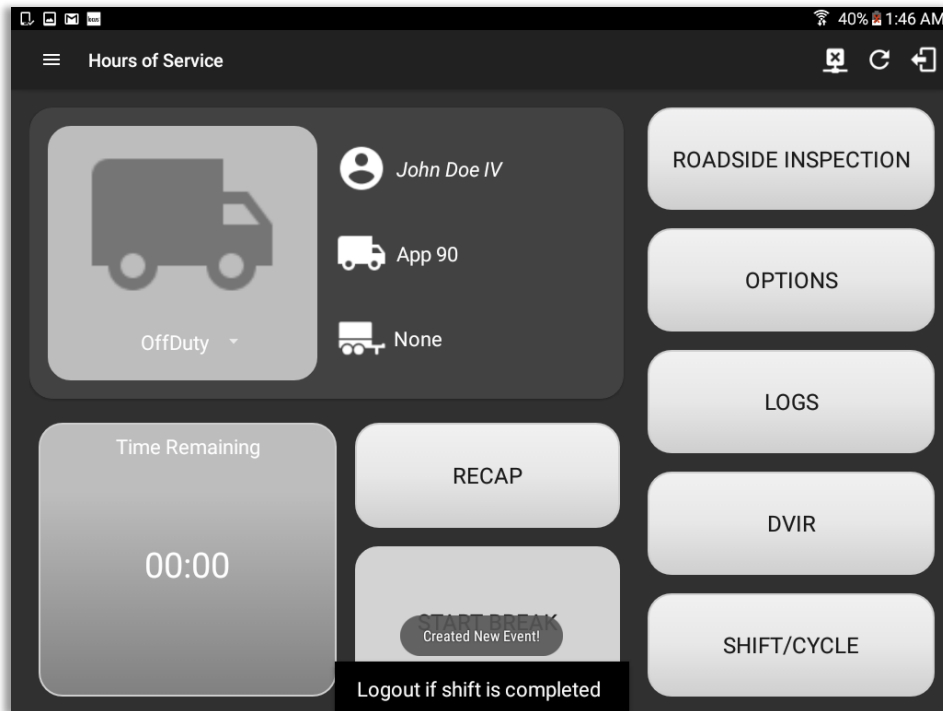 40% 1:46 AM
Hours of Service
John Doe IV
App 90
None
OffDuty
Time Remaining
00:00
RECAP
START BREAK
Created New Event!
Logout if shift is completed
ROADSIDE INSPECTION
OPTIONS
LOGS
DVIR
SHIFT/CYCLE